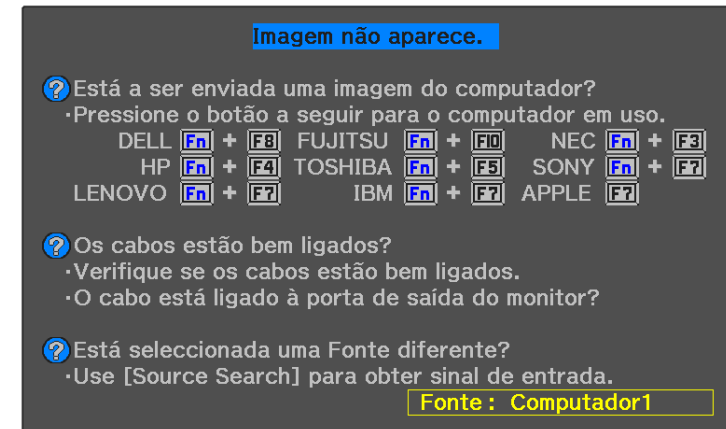 Imagem não aparece.
Está a ser enviada uma imagem do computador?
·Pressione o botão a seguir para o computador em uso.
DELL Fn + F8 FUJITSU Fn + F10 NEC Fn + F3
HP Fn + F4 TOSHIBA Fn + F5 SONY Fn + F7
LENOVO Fn + F7 IBM Fn + F7 APPLE F7
Os cabos estão bem ligados?
·Verifique se os cabos estão bem ligados.
·O cabo está ligado à porta de saída do monitor?
Está seleccionada uma Fonte diferente?
·Use [Source Search] para obter sinal de entrada.
Fonte : Computador1